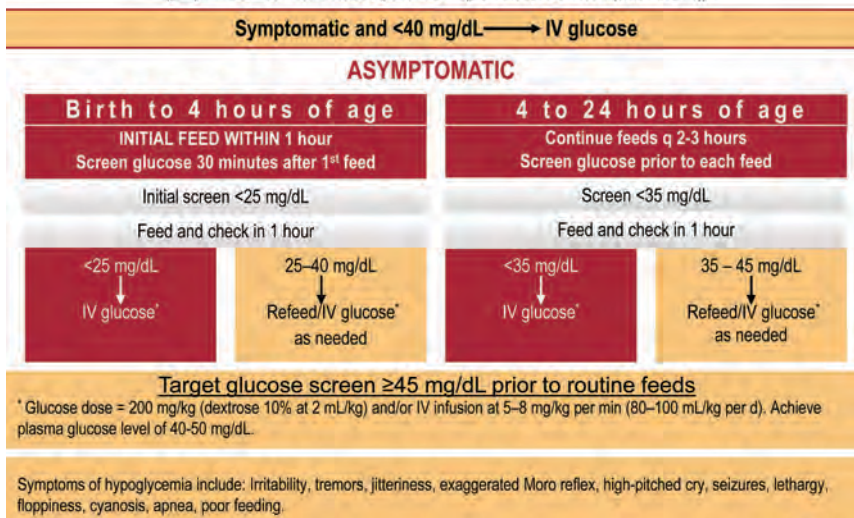 Symptomatic and <40 mg/dL⟶ IV glucose
ASYMPTOMATIC
Birth to 4 hours of age
INITIAL FEED WITHIN 1 hour
Screen glucose 30 minutes after 1st feed
Initial screen <25 mg/dL
Feed and check in 1 hour
<25 mg/dL
IV glucose*
25–40 mg/dL
Refeed/IV glucose*
as needed
4 to 24 hours of age
Continue feeds q 2-3 hours
Screen glucose prior to each feed
Screen <35 mg/dL
Feed and check in 1 hour
<35 mg/dL
IV glucose*
35 – 45 mg/dL
Refeed/IV glucose*
as needed
Target glucose screen ≥45 mg/dL prior to routine feeds
* Glucose dose = 200 mg/kg (dextrose 10% at 2 mL/kg) and/or IV infusion at 5–8 mg/kg per min (80–100 mL/kg per d). Achieve
plasma glucose level of 40-50 mg/dL.
Symptoms of hypoglycemia include: Irritability, tremors, jitteriness, exaggerated Moro reflex, high-pitched cry, seizures, lethargy,
floppiness, cyanosis, apnea, poor feeding.